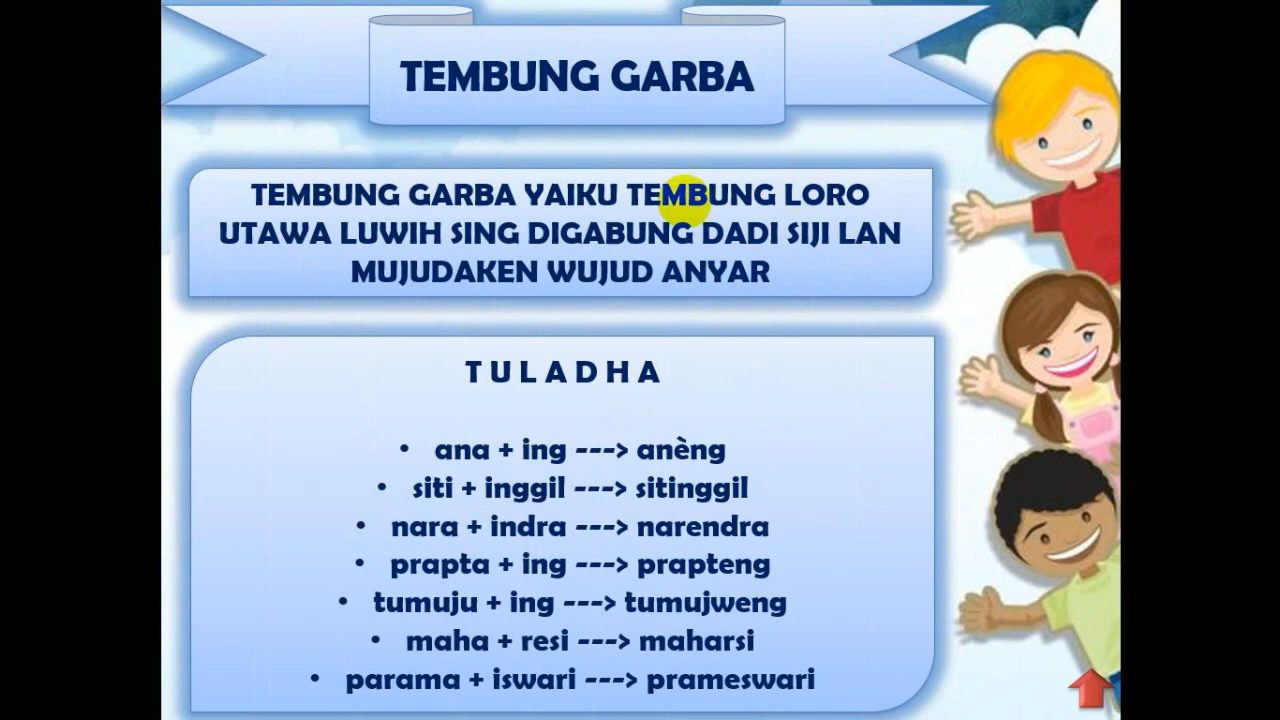 TEMBUNG GARBA
TEMBUNG GARBA YAIKU TEMBUNG LORO
UTAWA LUWIH SING DIGABUNG DADI SIJI LAN
MUJUDAKEN WUJUD ANYAR
T U L A D H A
• ana + ing ---> anèng
• siti + inggil ---> sitinggil
• nara + indra ---> narendra
• prapta + ing ---> prapteng
• tumuju + ing ---> tumujweng
• maha + resi ---> maharsi
• parama + iswari ---> prameswari